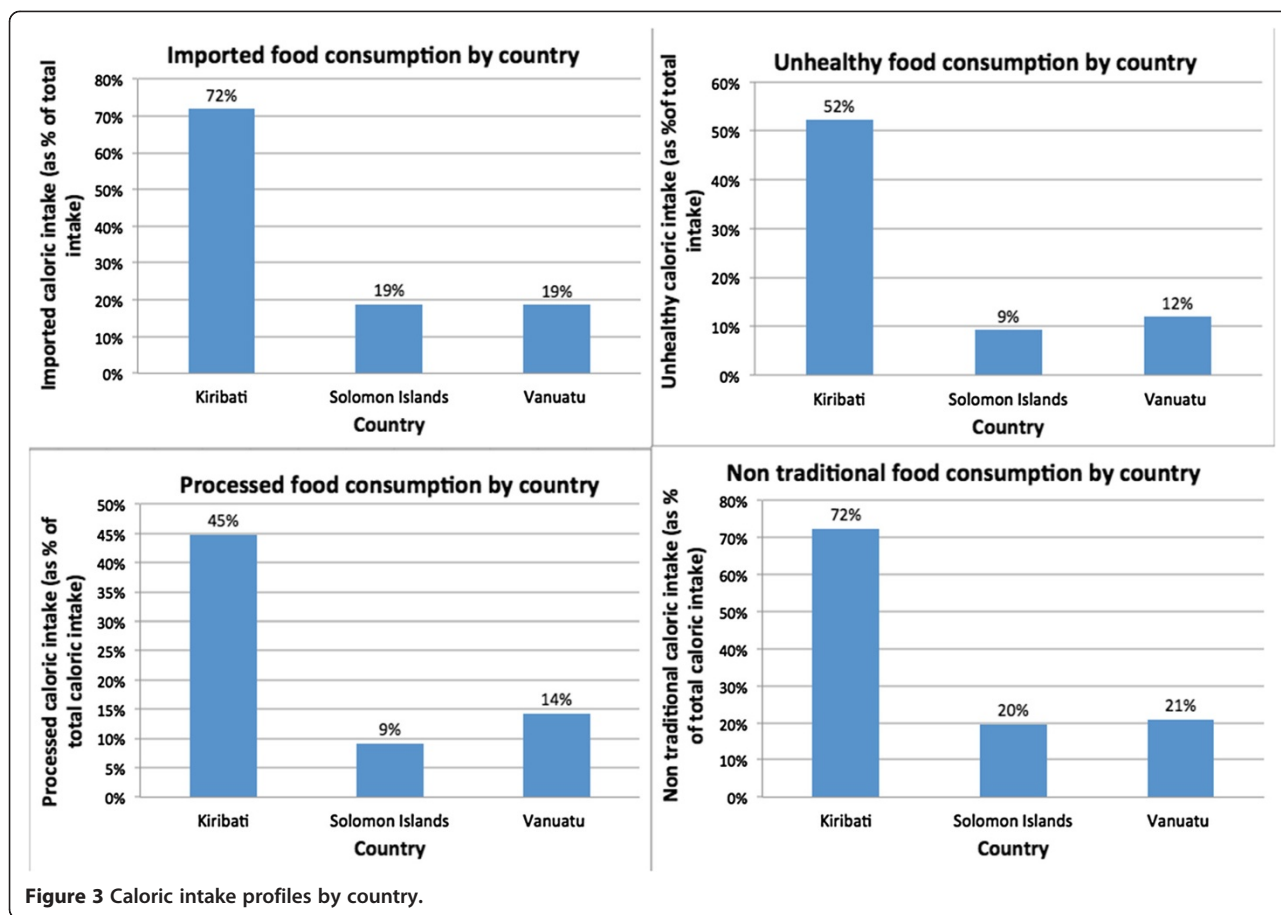 Imported food consumption by country
Imported caloric intake (as % of total
intake)
80%
70%
60%
50%
40%
30%
20%
10%
0%
72%
19%
19%
Kiribati
Solomon Islands
Vanuatu
Country
Unhealthy food consumption by country
Unhealthy caloric intake (as %of total
intake)
60%
50%
40%
30%
20%
10%
0%
52%
9%
12%
Kiribati
Solomon Islands
Vanuatu
Country
Processed food consumption by country
Processed caloric intake (as % of
total caloric intake)
50%
45%
40%
35%
30%
25%
20%
15%
10%
5%
0%
45%
9%
14%
Kiribati
Solomon Islands
Vanuatu
Country
Non traditional food consumption by country
Non traditional caloric intake (as %
of total caloric intake)
80%
70%
60%
50%
40%
30%
20%
10%
0%
72%
20%
21%
Kiribati
Solomon Islands
Vanuatu
Country
Figure 3 Caloric intake profiles by country.